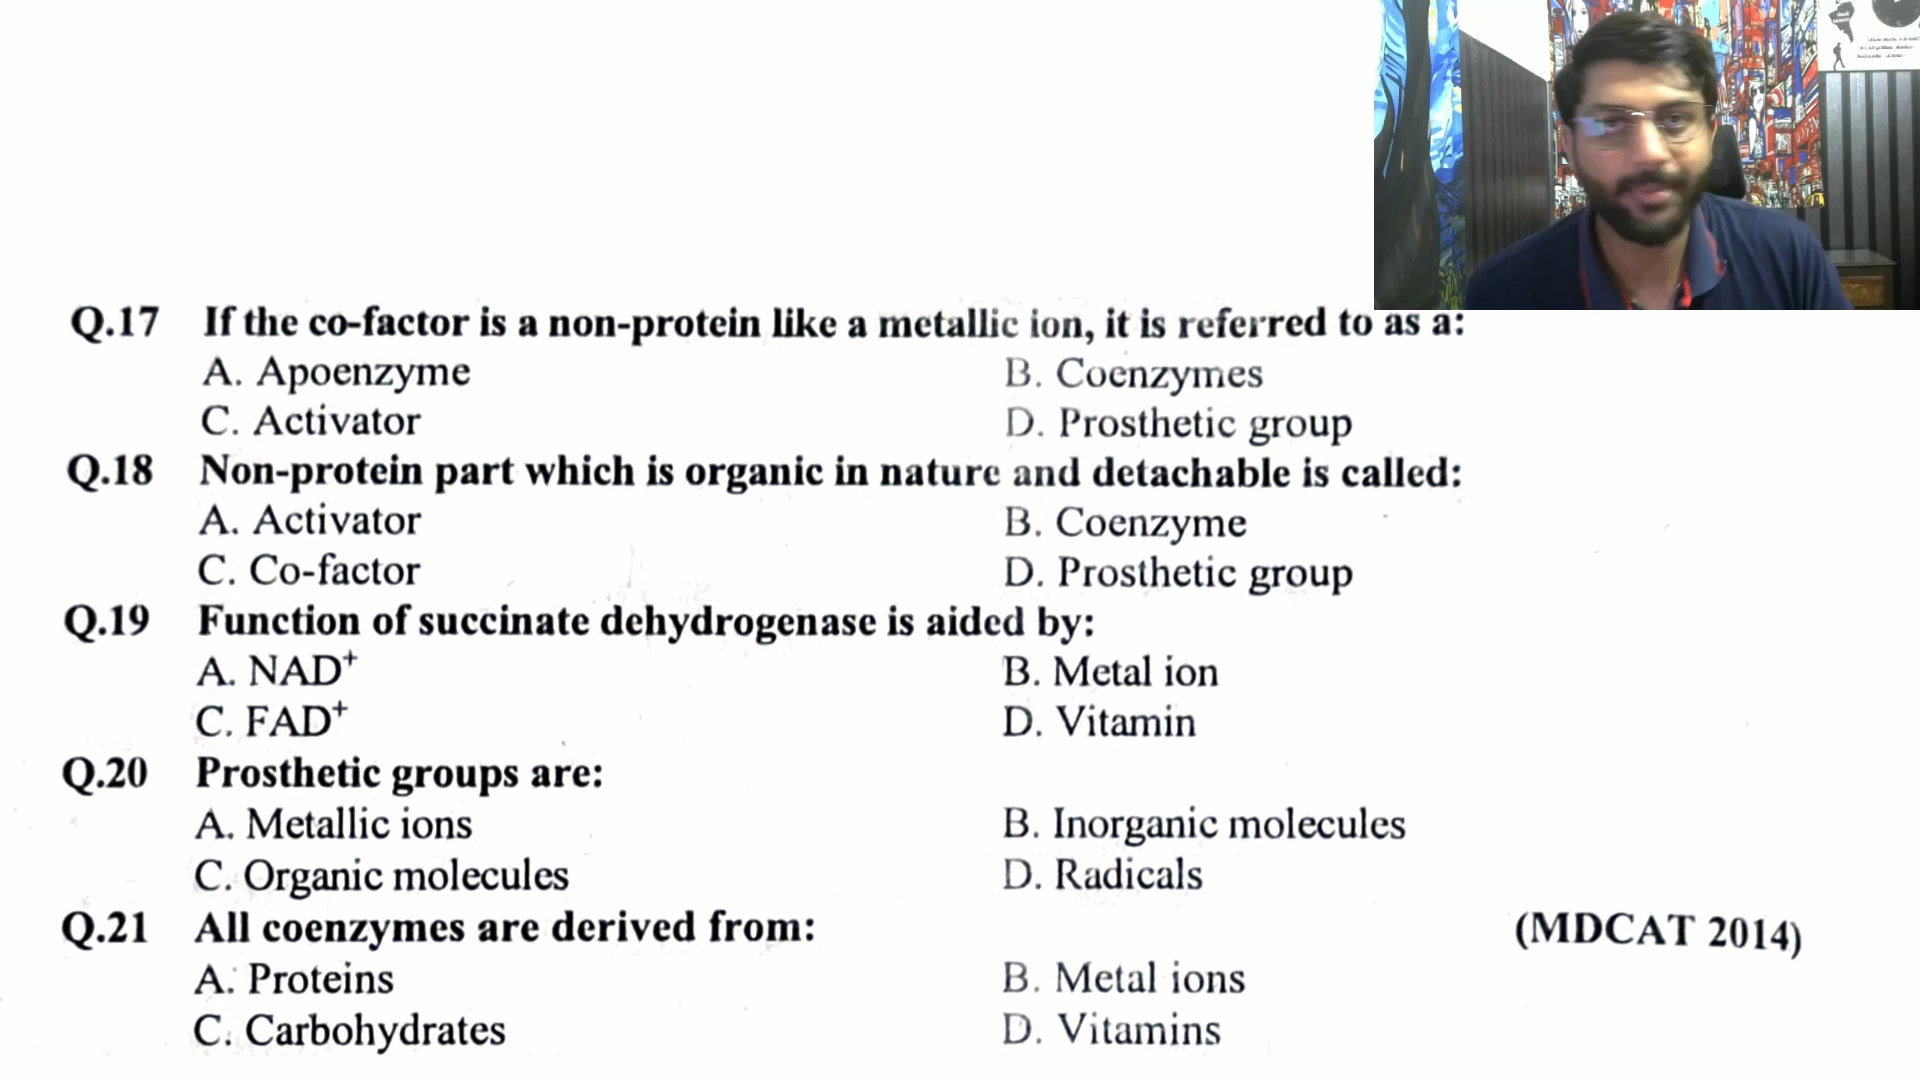 Q.17 If the co-factor is a non-protein like a metallic ion, it is referred to as a:
A. Apoenzyme B. Coenzymes
C. Activator D. Prosthetic group
Q.18 Non-protein part which is organic in nature and detachable is called:
A. Activator B. Coenzyme
C. Co-factor D. Prosthetic group
Q.19 Function of succinate dehydrogenase is aided by:
A. NAD⁺ B. Metal ion
C. FAD⁺ D. Vitamin
Q.20 Prosthetic groups are:
A. Metallic ions B. Inorganic molecules
C. Organic molecules D. Radicals
Q.21 All coenzymes are derived from: (MDCAT 2014)
A. Proteins B. Metal ions
C. Carbohydrates D. Vitamins